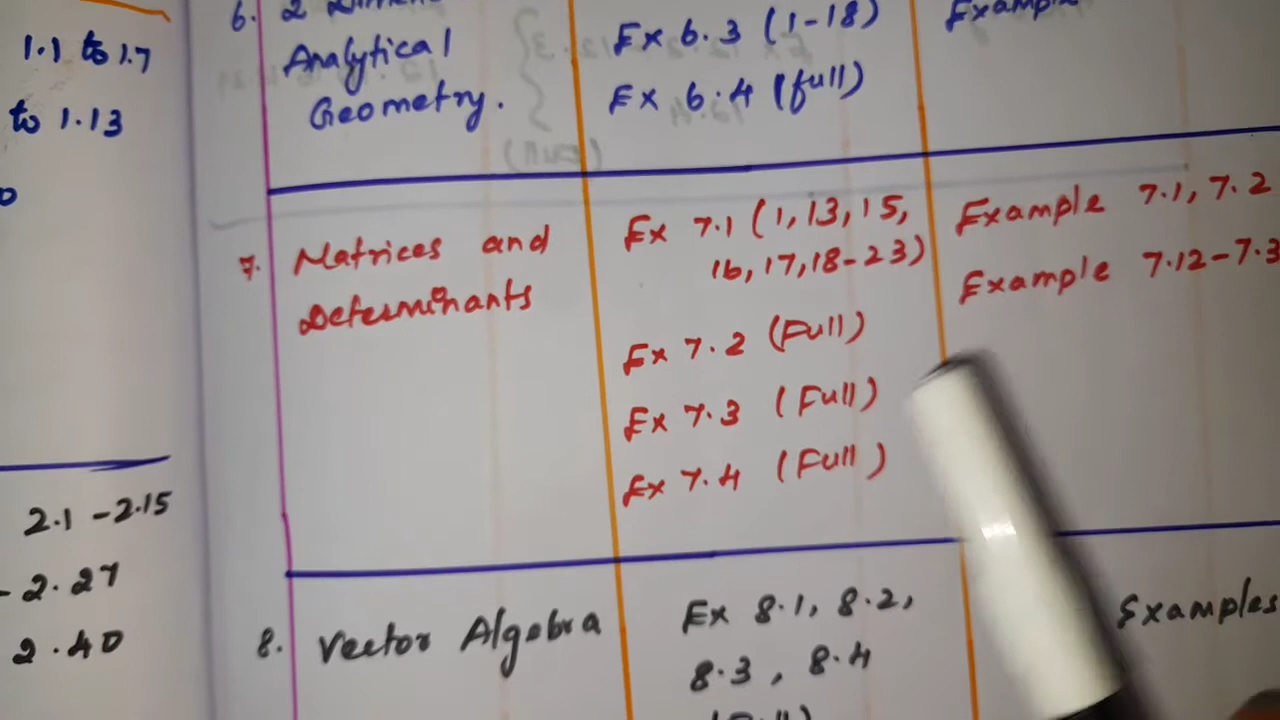 1.1 to 1.7
to 1.13
6. 2
Analytical
Geometry.
Ex 6.3 (1-18)
Ex 6.4 (full)
Example
7. Matrices and
Determinants
Ex 7.1 (1, 13, 15,
16, 17, 18-23)
Ex 7.2 (Full)
Ex 7.3 (Full)
Ex 7.4 (Full)
Example 7.1, 7.2
Example 7.12-7.3
2.1 - 2.15
- 2.27
2.40
8. Vector Algebra
Ex 8.1, 8.2,
8.3, 8.4
Examples